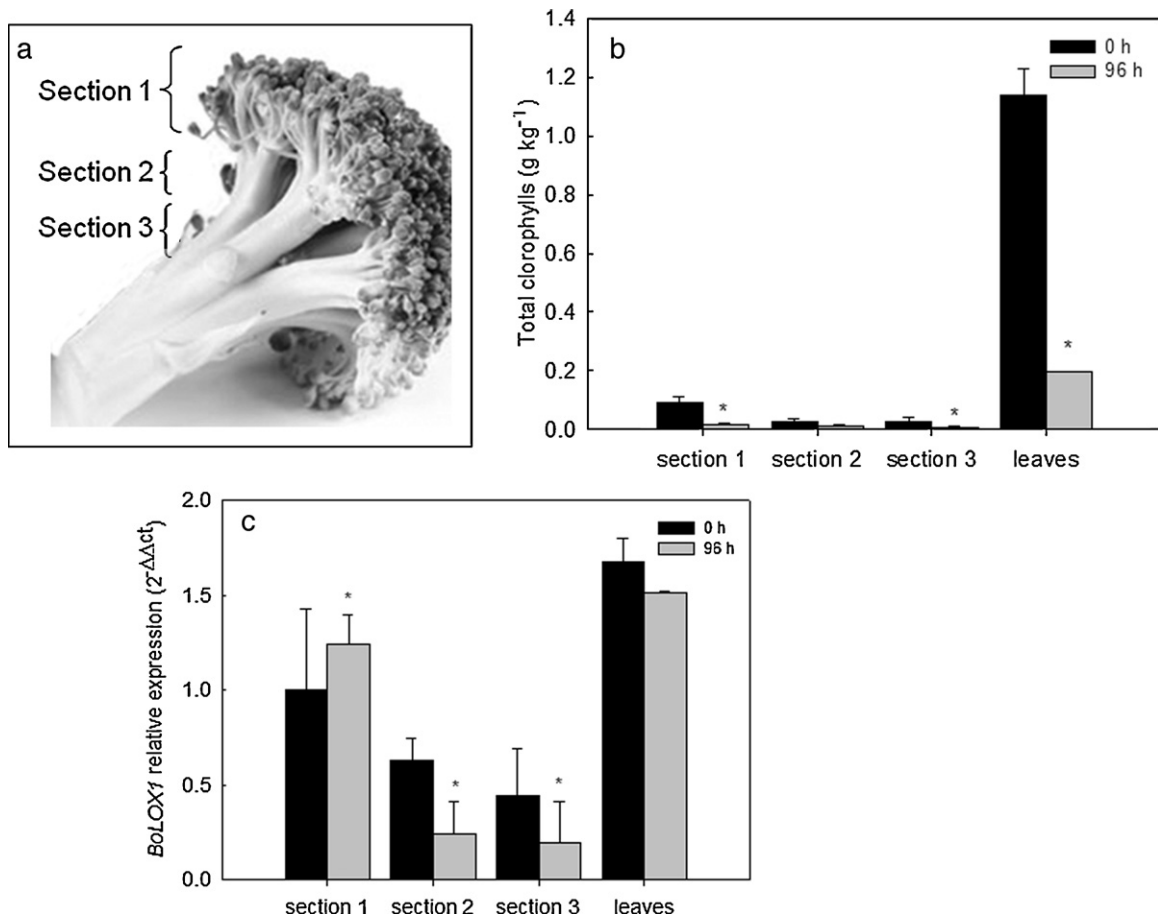 a
Section 1
Section 2
Section 3
b
Total clorophylls (g kg⁻¹)
1.4
1.2
1.0
0.8
0.6
0.4
0.2
0.0
0 h
96 h
*
*
*
section 1 section 2 section 3 leaves
c
BoLOX1 relative expression (2^-ΔΔct)
2.0
1.5
1.0
0.5
0.0
0 h
96 h
*
*
*
section 1 section 2 section 3 leaves